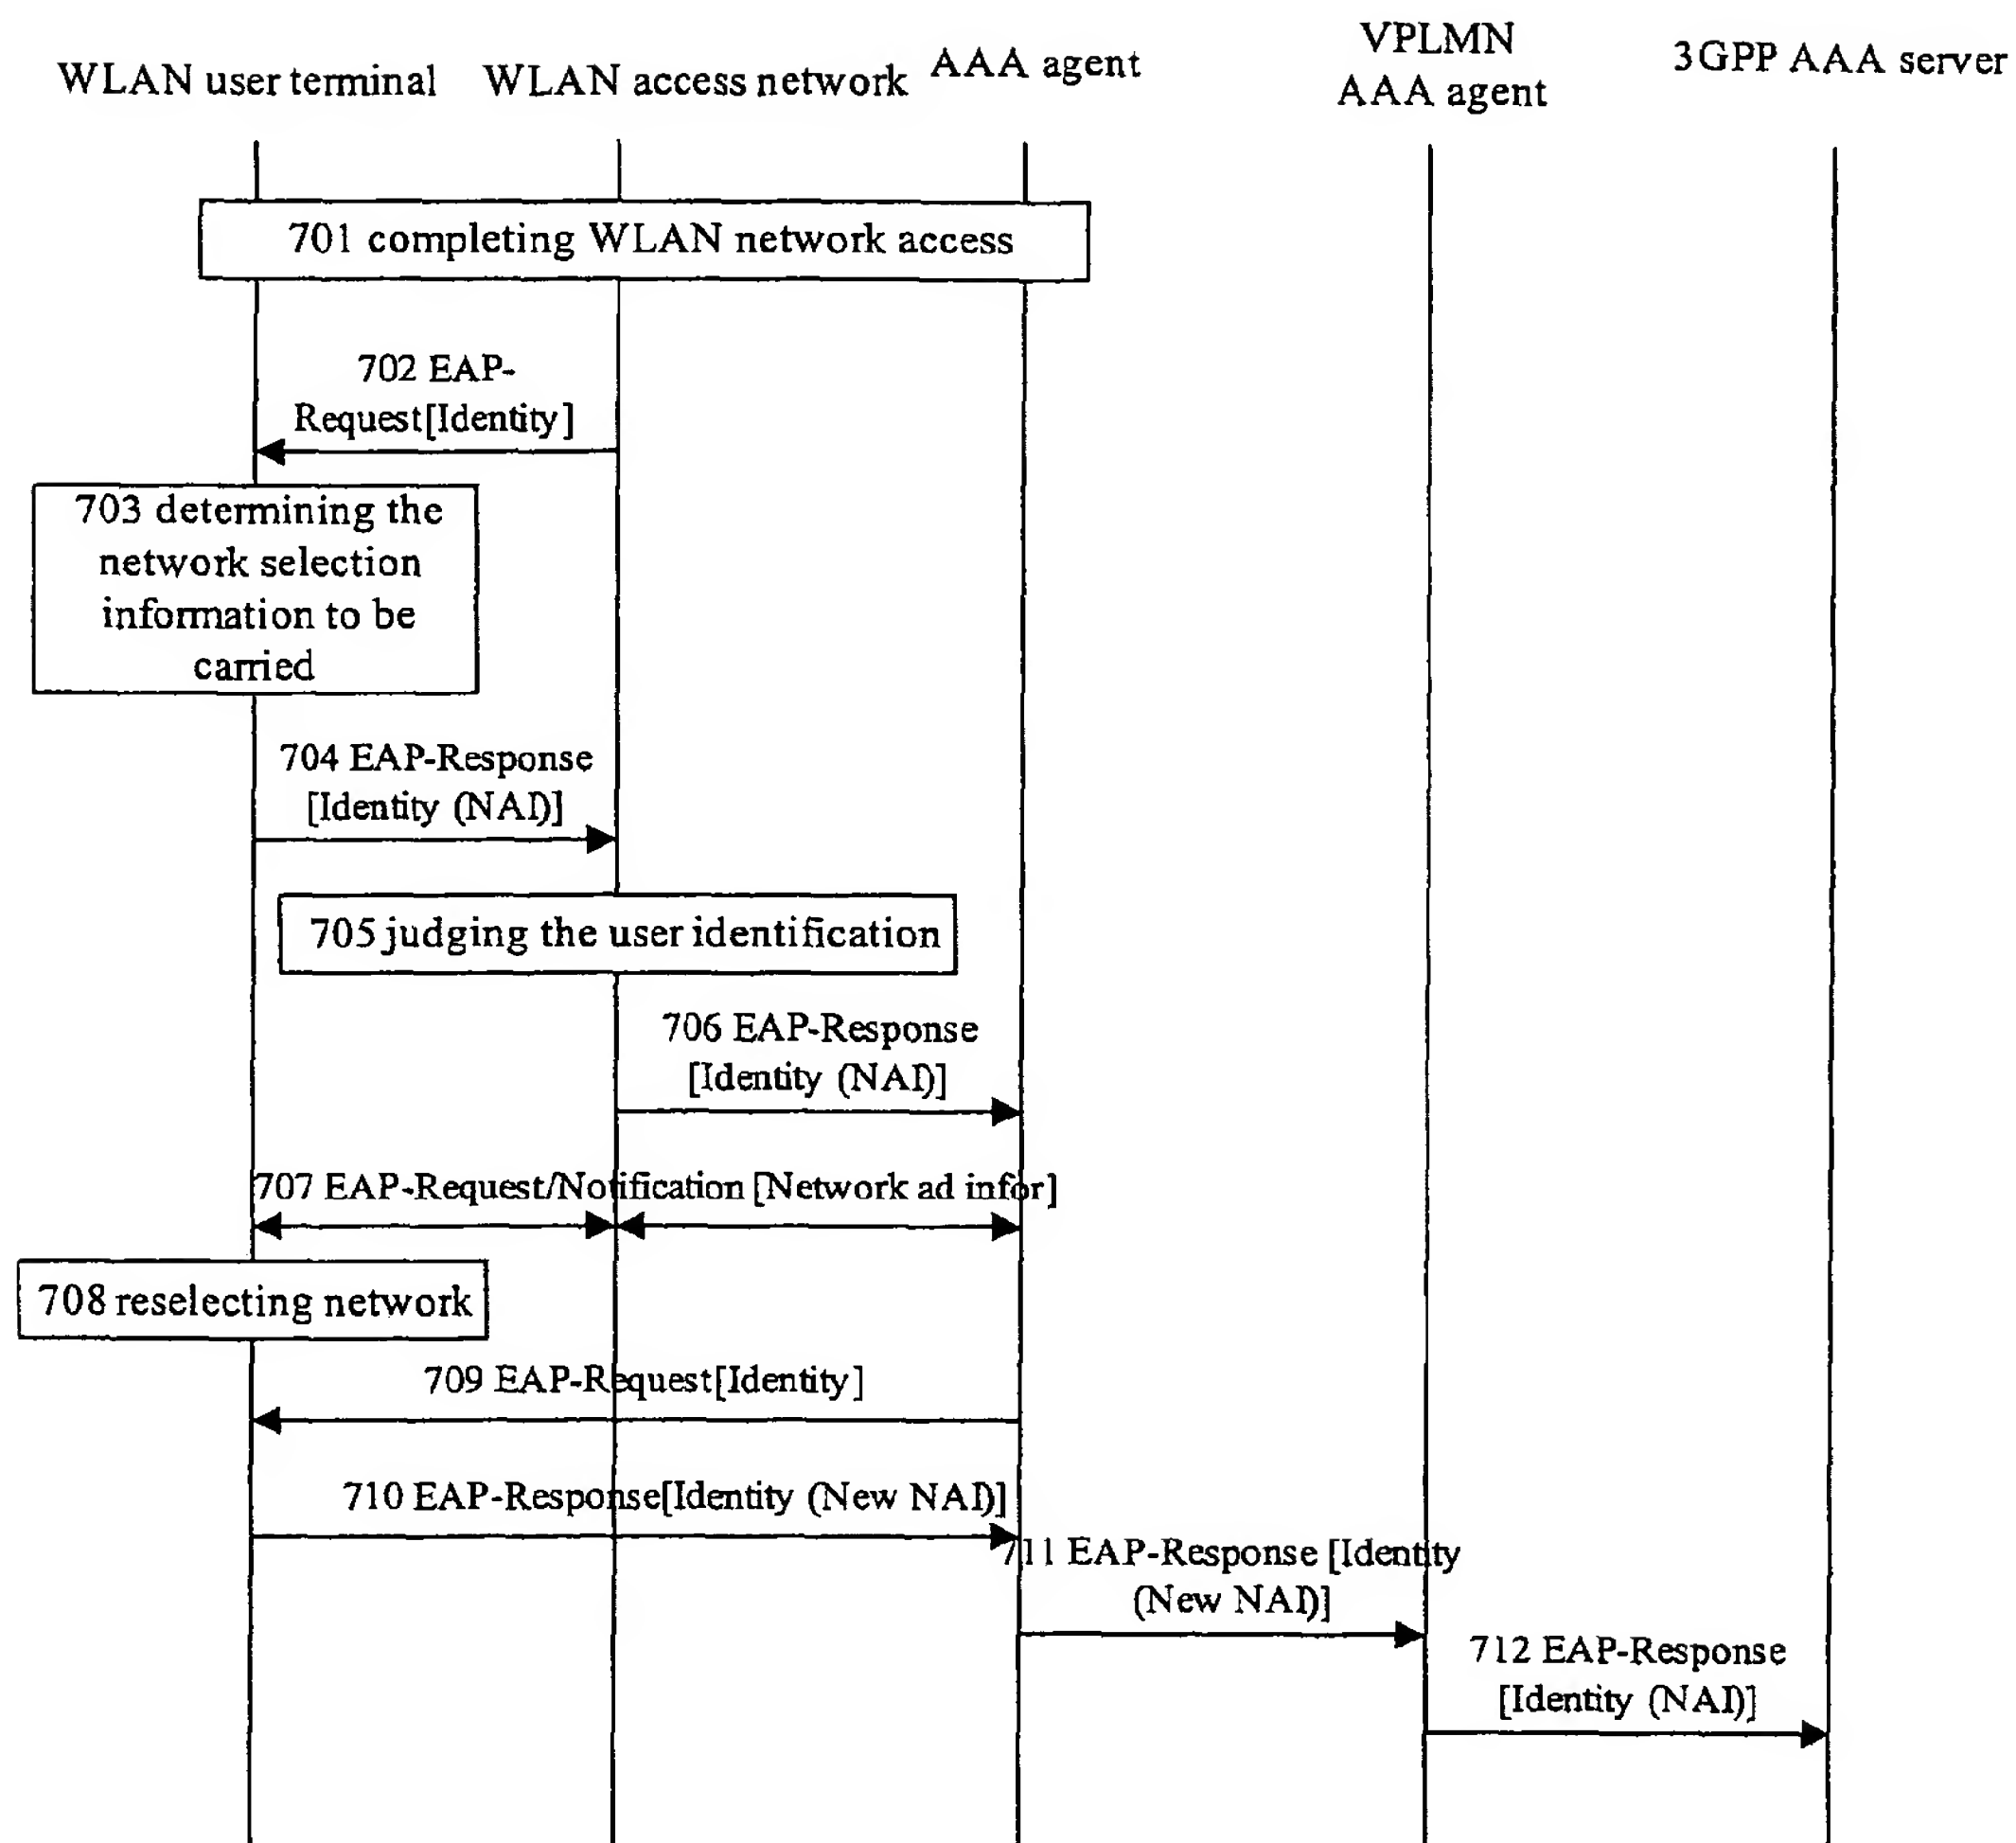 WLAN user terminal
WLAN access network
AAA agent
VPLMN
AAA agent
3GPP AAA server
701 completing WLAN network access
702 EAP-
Request[Identity]
703 determining the
network selection
information to be
carried
704 EAP-Response
[Identity (NAI)]
705 judging the user identification
706 EAP-Response
[Identity (NAI)]
707 EAP-Request/Notification [Network ad infor]
708 reselecting network
709 EAP-Request[Identity]
710 EAP-Response[Identity (New NAI)]
711 EAP-Response [Identity
(New NAI)]
712 EAP-Response
[Identity (NAI)]